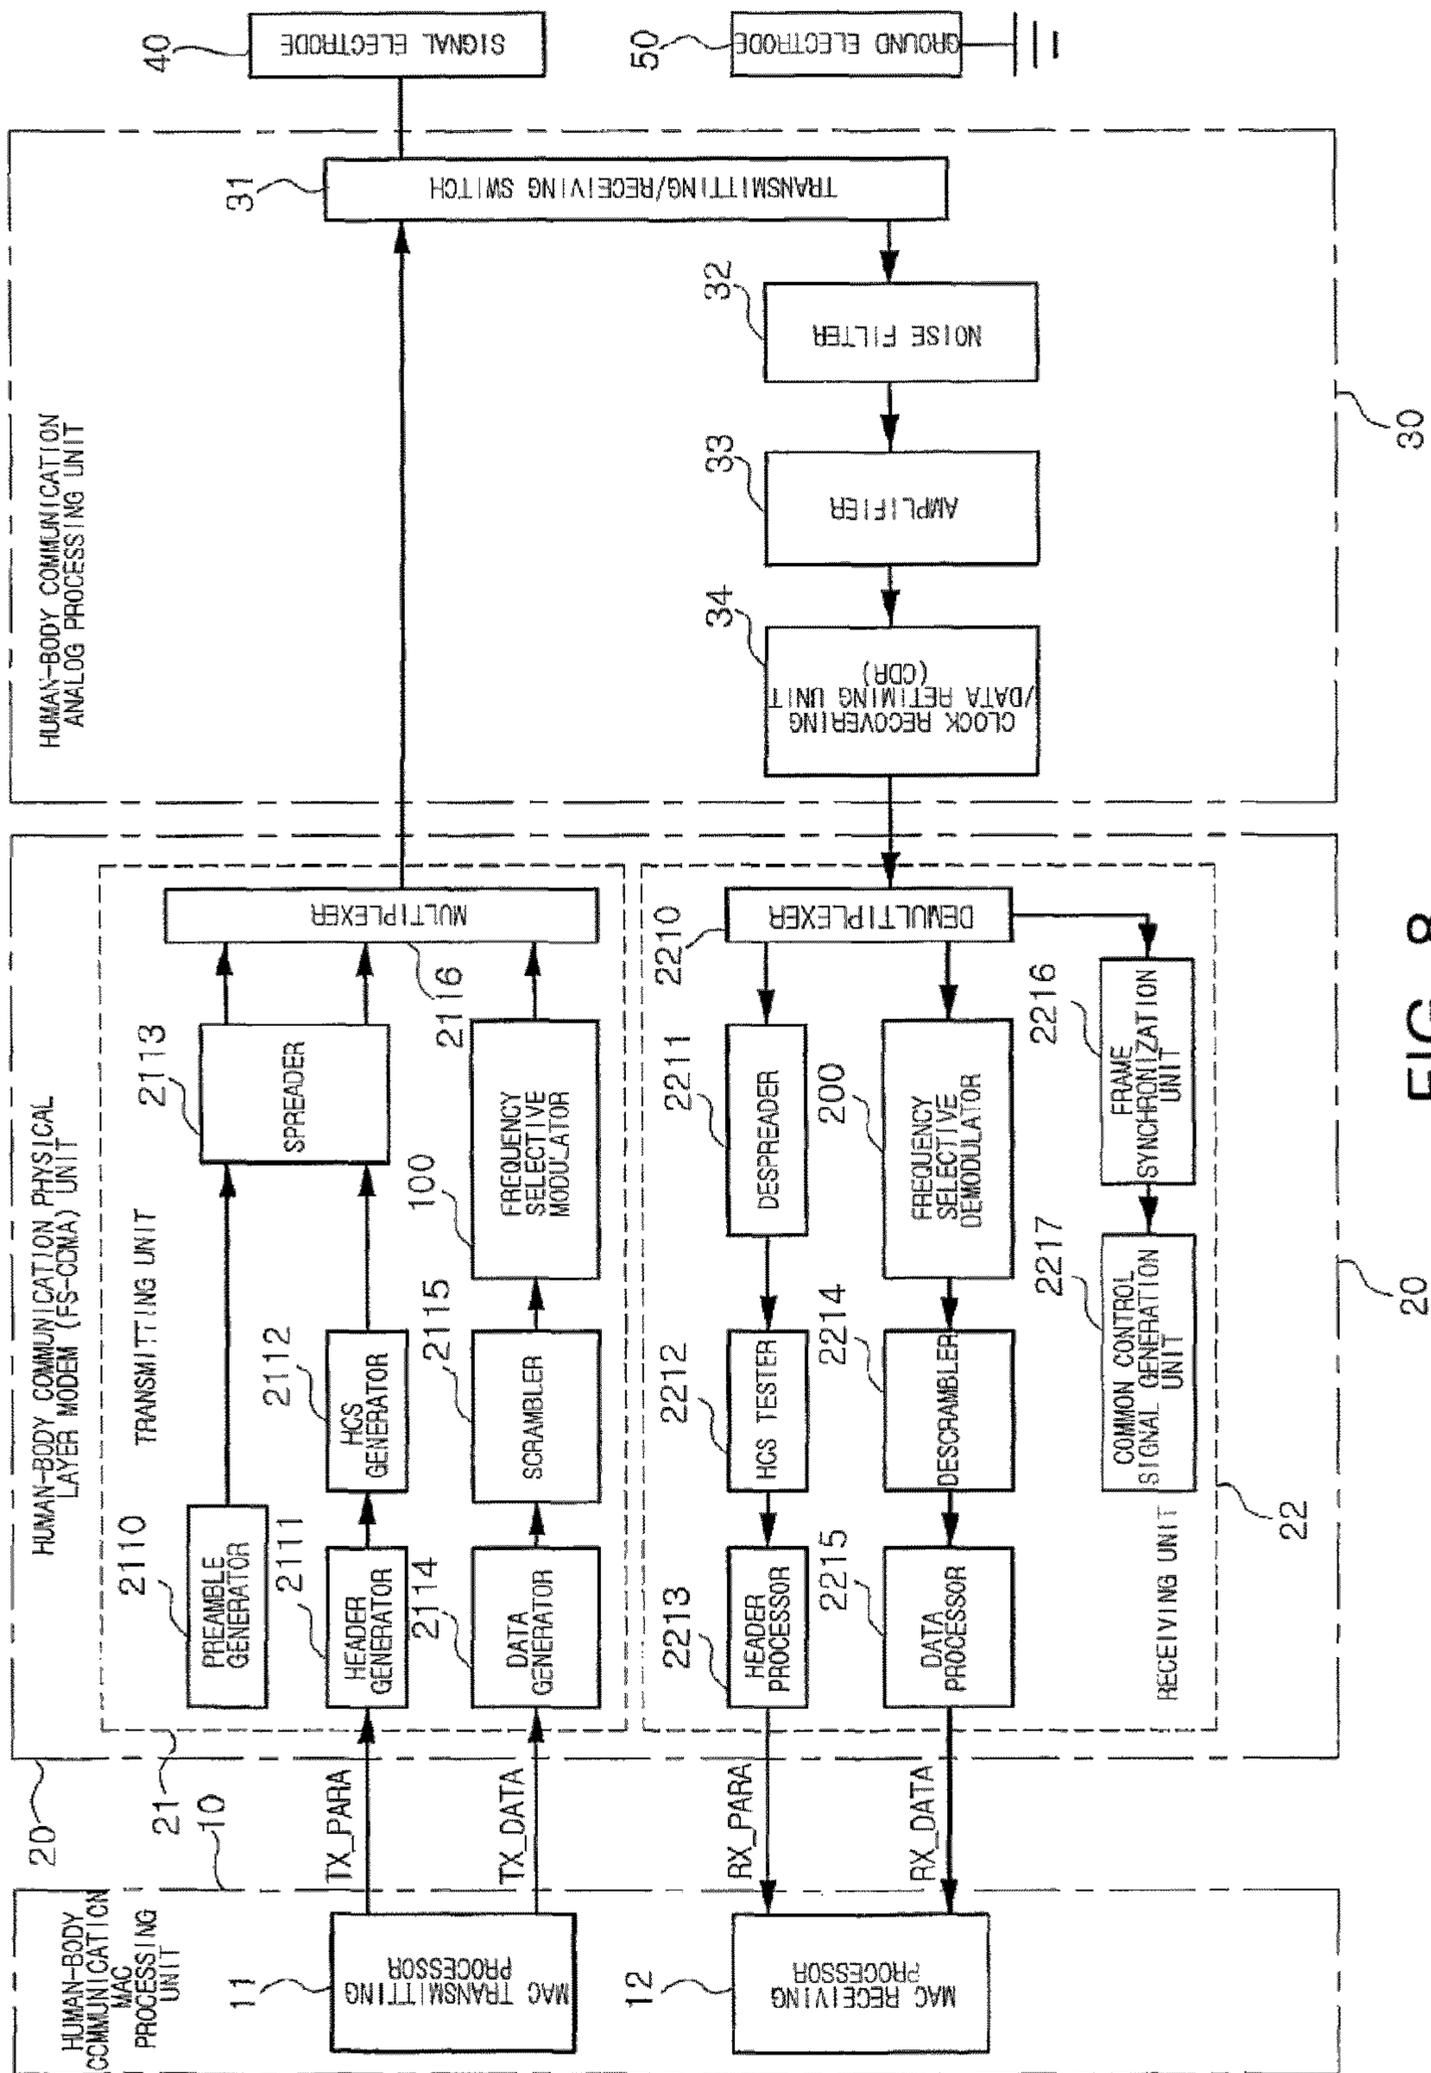 HUMAN-BODY
COMMUNICATION
MAC
PROCESSING
UNIT
10
11
MAC TRANSMITTING
PROCESSOR
12
MAC RECEIVING
PROCESSOR
TX_PARA
TX_DATA
RX_PARA
RX_DATA
20
HUMAN-BODY COMMUNICATION PHYSICAL
LAYER MODEM (FS-CDMA) UNIT
21
TRANSMITTING UNIT
2110
PREAMBLE
GENERATOR
2111
HEADER
GENERATOR
2112
HCS
GENERATOR
2113
SPREADER
2114
DATA
GENERATOR
2115
SCRAMBLER
100
FREQUENCY
SELECTIVE
MODULATOR
2116
MULTIPLEXER
2213
HEADER
PROCESSOR
2212
HCS TESTER
2211
DESPREADER
2210
DEMULTIPLEXER
2215
DATA
PROCESSOR
2214
DESCRAMBLER
200
FREQUENCY
SELECTIVE
DEMODULATOR
RECEIVING UNIT
2217
COMMON CONTROL
SIGNAL GENERATION
UNIT
2216
FRAME
SYNCHRONIZATION
UNIT
22
20
HUMAN-BODY COMMUNICATION
ANALOG PROCESSING UNIT
31
TRANSMITTING/RECEIVING SWITCH
34
CLOCK RECOVERING
/DATA RETIMING UNIT
(CDR)
33
AMPLIFIER
32
NOISE FILTER
30
40
SIGNAL ELECTRODE
50
GROUND ELECTRODE
FIG. 8